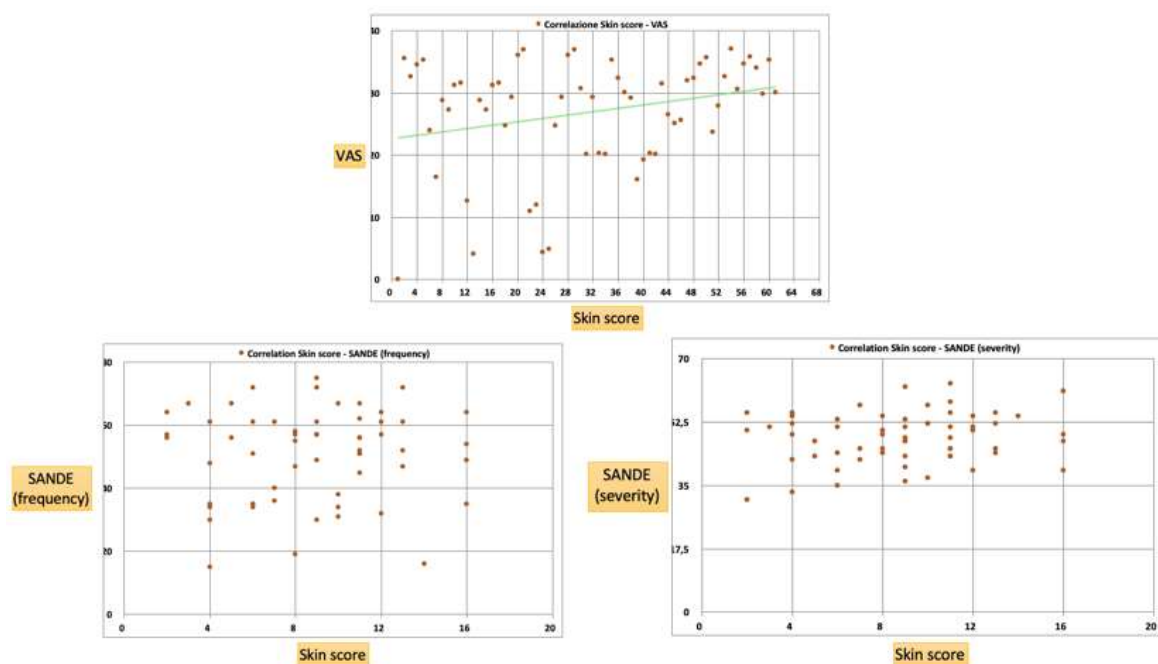 Correlazione Skin score - VAS
40
30
VAS
20
10
0
0 4 8 12 16 20 24 28 32 36 40 44 48 52 56 60 64 68
Skin score
Correlation Skin score - SANDE (frequency)
80
60
SANDE
(frequency)
40
20
0
0 4 8 12 16 20
Skin score
Correlation Skin score - SANDE (severity)
70
52,5
SANDE
(severity)
35
17,5
0
0 4 8 12 16 20
Skin score